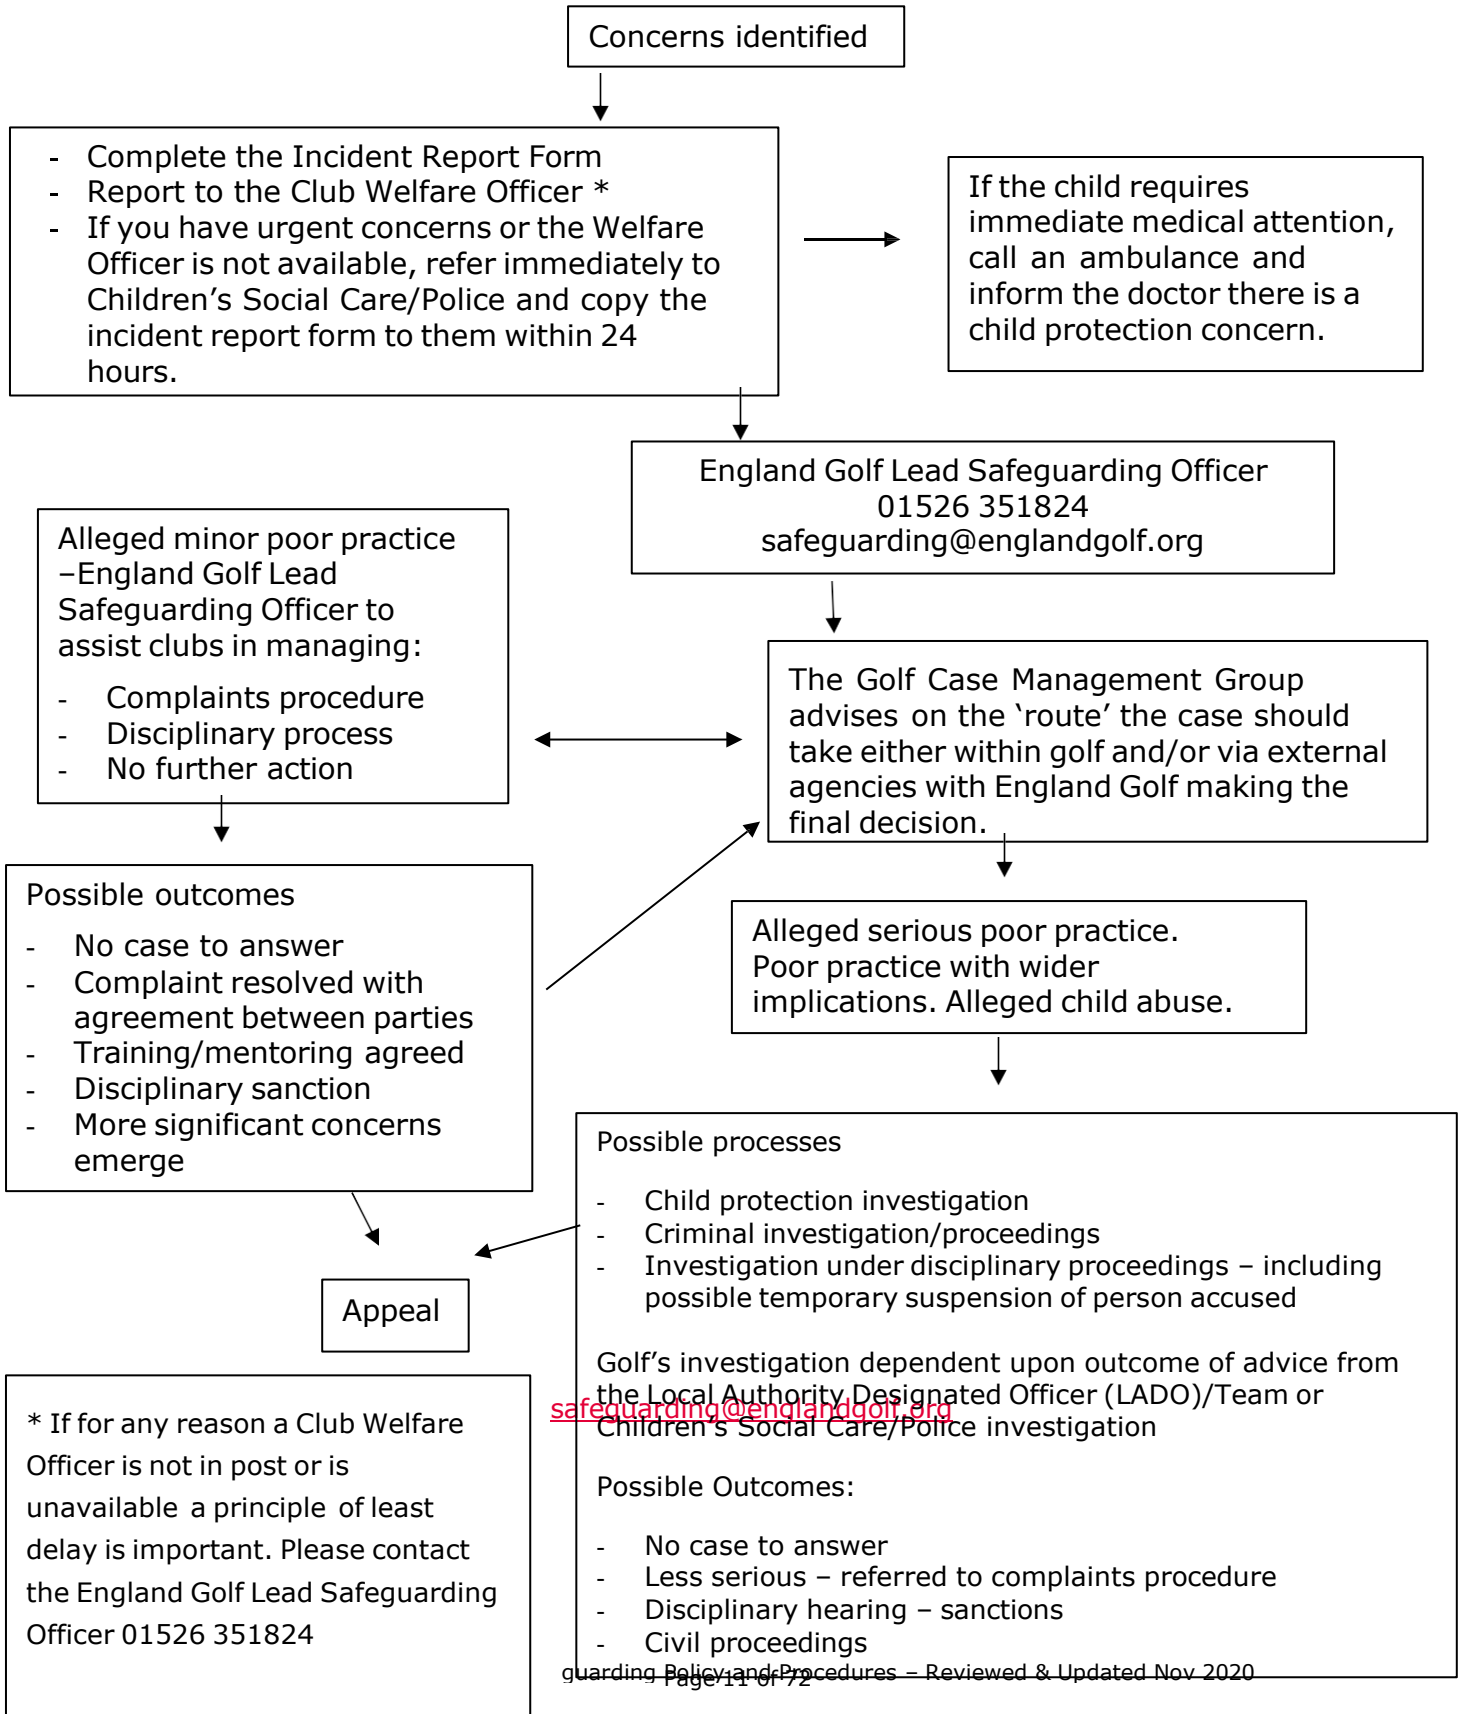 Concerns identified
- Complete the Incident Report Form
- Report to the Club Welfare Officer *
- If you have urgent concerns or the Welfare
Officer is not available, refer immediately to
Children’s Social Care/Police and copy the
incident report form to them within 24
hours.
If the child requires
immediate medical attention,
call an ambulance and
inform the doctor there is a
child protection concern.
England Golf Lead Safeguarding Officer
01526 351824
safeguarding@englandgolf.org
Alleged minor poor practice
–England Golf Lead
Safeguarding Officer to
assist clubs in managing:
- Complaints procedure
- Disciplinary process
- No further action
The Golf Case Management Group
advises on the ‘route’ the case should
take either within golf and/or via external
agencies with England Golf making the
final decision.
Possible outcomes
- No case to answer
- Complaint resolved with
agreement between parties
- Training/mentoring agreed
- Disciplinary sanction
- More significant concerns
emerge
Alleged serious poor practice.
Poor practice with wider
implications. Alleged child abuse.
Possible processes
- Child protection investigation
- Criminal investigation/proceedings
- Investigation under disciplinary proceedings – including
possible temporary suspension of person accused
Golf’s investigation dependent upon outcome of advice from
the Local Authority Designated Officer (LADO)/Team or
safeguarding@englandgolf.org
Children’s Social Care/Police investigation
Possible Outcomes:
- No case to answer
- Less serious – referred to complaints procedure
- Disciplinary hearing – sanctions
- Civil proceedings
Appeal
* If for any reason a Club Welfare
Officer is not in post or is
unavailable a principle of least
delay is important. Please contact
the England Golf Lead Safeguarding
Officer 01526 351824
guarding Policy and Procedures – Reviewed & Updated Nov 2020
Page 11 of 72